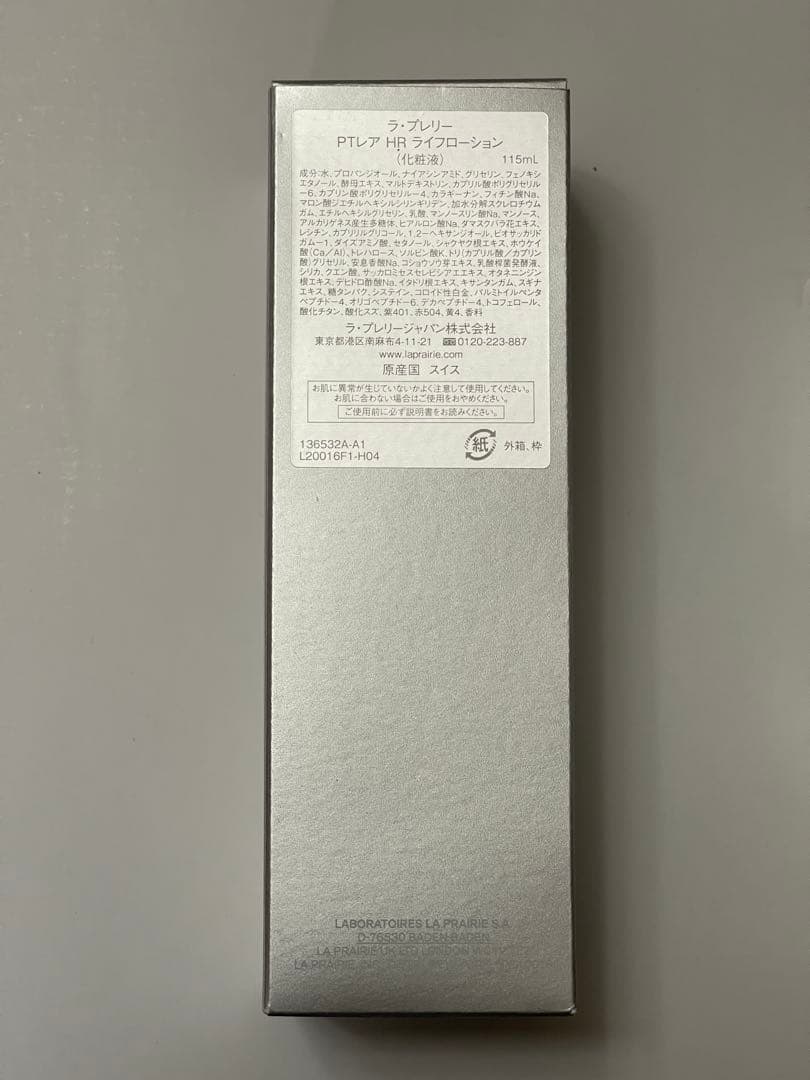 ラ・プレリー
PTレア HR ライフローション
(化粧液) 115mL
成分:水、プロパンジオール、ナイアシンアミド、グリセリン、フェノキシ
エタノール、酵母エキス、マルトデキストリン、カプリル酸ポリグリセリル
-6、カプリン酸ポリグリセリル-4、カラギーナン、フィチン酸Na、
マロン酸ジエチルヘキシルシリンギリデン、加水分解スクレロチウム
ガム、エチルヘキシルグリセリン、乳酸、マンノースリン酸Na、マンノース、
アルカリゲネス産生多糖体、ヒアルロン酸Na、ダマスクバラ花エキス、
レシチン、カプリリルグリコール、1,2-ヘキサンジオール、ビオサッカリド
ガム-1、ダイズアミノ酸、セタノール、シャクヤク根エキス、ホウケイ
酸(Ca/Al)、トレハロース、ソルビン酸K、トリ(カプリル酸/カプ
リン酸)グリセリル、安息香酸Na、コショウソウ芽エキス、乳酸桿菌発酵液、
シリカ、クエン酸、サッカロミセスセレビシアエエキス、オタネニンジン
根エキス、デヒドロ酢酸Na、イタドリ根エキス、キサンタンガム、スギナ
エキス、糖タンパク、システイン、コロイド性白金、パルミトイルペンタ
ペプチド-4、オリゴペプチド-6、デカペプチド-4、トコフェロール、
酸化チタン、酸化スズ、紫401、赤504、黄4、香料
ラ・プレリージャパン株式会社
東京都港区南麻布4-11-21 0120-223-887
www.laprairie.com
原産国 スイス
お肌に異常が生じていないかよく注意して使用してください。
お肌に合わない場合はご使用をおやめください。
ご使用前に必ず説明書をお読みください。
136532A-A1
L20016F1-H04
紙 外箱、枠
LABORATOIRES LA PRAIRIE S.A.
D-76530 BADEN-BADEN
LA PRAIRIE UK LTD LONDON
LA PRAIRIE